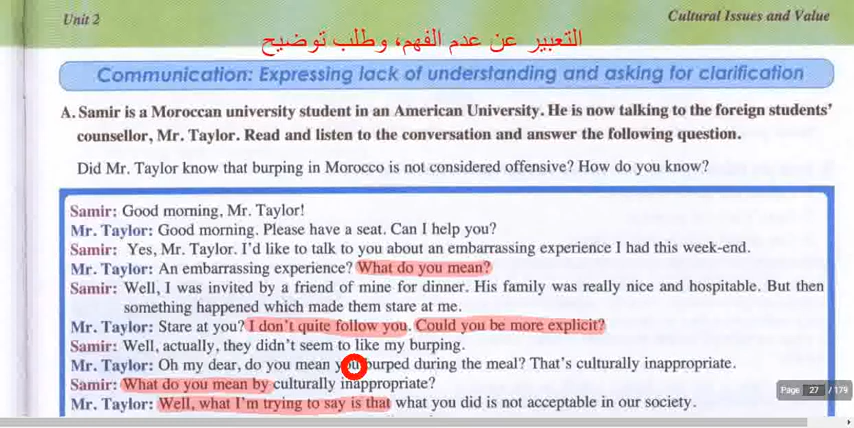 Unit 2
Cultural Issues and Value
التعبير عن عدم الفهم، وطلب توضيح
Communication: Expressing lack of understanding and asking for clarification
A. Samir is a Moroccan university student in an American University. He is now talking to the foreign students'
counsellor, Mr. Taylor. Read and listen to the conversation and answer the following question.
Did Mr. Taylor know that burping in Morocco is not considered offensive? How do you know?
Samir: Good morning, Mr. Taylor!
Mr. Taylor: Good morning. Please have a seat. Can I help you?
Samir: Yes, Mr. Taylor. I'd like to talk to you about an embarrassing experience I had this week-end.
Mr. Taylor: An embarrassing experience? What do you mean?
Samir: Well, I was invited by a friend of mine for dinner. His family was really nice and hospitable. But then
something happened which made them stare at me.
Mr. Taylor: Stare at you? I don't quite follow you. Could you be more explicit?
Samir: Well, actually, they didn't seem to like my burping.
Mr. Taylor: Oh my dear, do you mean you burped during the meal? That's culturally inappropriate.
Samir: What do you mean by culturally inappropriate?
Mr. Taylor: Well, what I'm trying to say is that what you did is not acceptable in our society.
Page 27 / 179